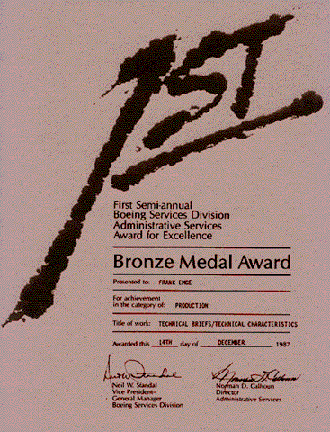 1ST
First Semi-annual
Boeing Services Division
Administrative Services
Award for Excellence
Bronze Medal Award
Presented to: FRANK ENGE
For achievement
in the category of: PRODUCTION
Title of work: TECHNICAL BRIEFS/TECHNICAL CHARACTERISTICS
Awarded this 14TH day of DECEMBER 1987
Neil W. Standal
Vice President-
General Manager
Boeing Services Division
Norman D. Calhoun
Director
Administrative Services